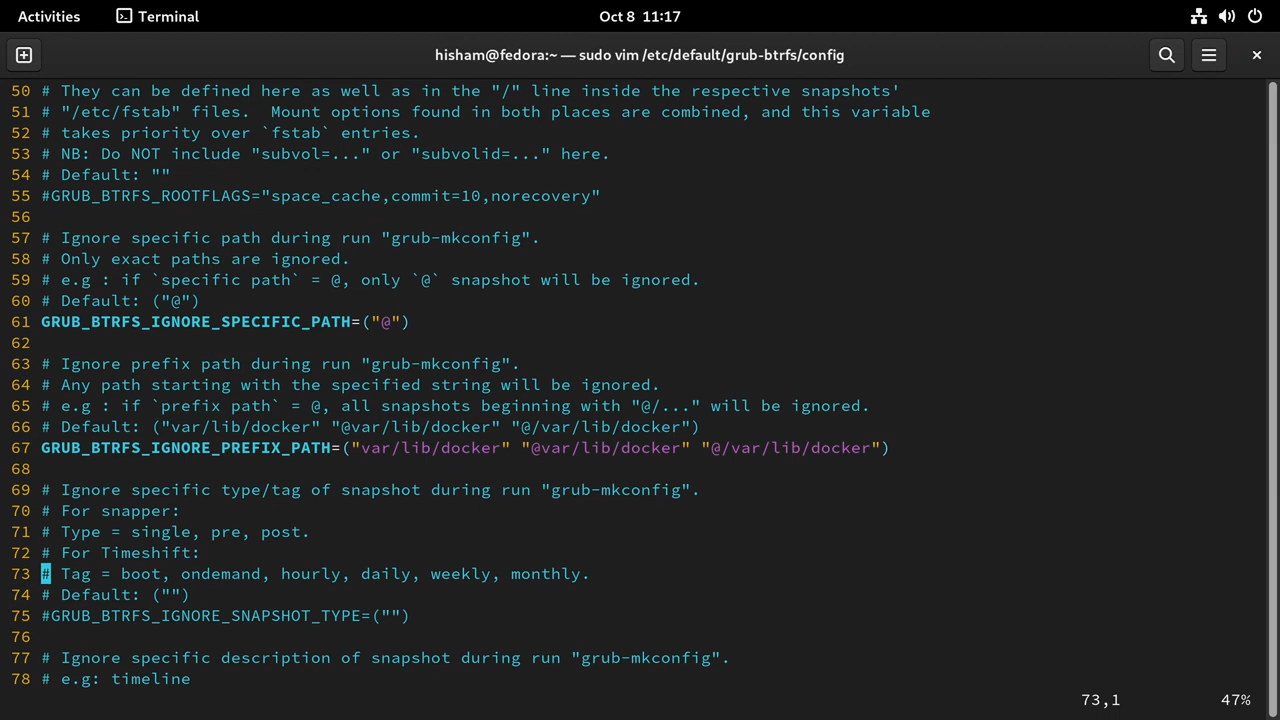 Activities
Terminal
Oct 8 11:17
hisham@fedora:~ — sudo vim /etc/default/grub-btrfs/config
50 # They can be defined here as well as in the "/" line inside the respective snapshots'
51 # "/etc/fstab" files.  Mount options found in both places are combined, and this variable
52 # takes priority over `fstab` entries.
53 # NB: Do NOT include "subvol=..." or "subvolid=..." here.
54 # Default: ""
55 #GRUB_BTRFS_ROOTFLAGS="space_cache,commit=10,norecovery"
56
57 # Ignore specific path during run "grub-mkconfig".
58 # Only exact paths are ignored.
59 # e.g : if `specific path` = @, only `@` snapshot will be ignored.
60 # Default: ("@")
61 GRUB_BTRFS_IGNORE_SPECIFIC_PATH=("@")
62
63 # Ignore prefix path during run "grub-mkconfig".
64 # Any path starting with the specified string will be ignored.
65 # e.g : if `prefix path` = @, all snapshots beginning with "@/..." will be ignored.
66 # Default: ("var/lib/docker" "@var/lib/docker" "@/var/lib/docker")
67 GRUB_BTRFS_IGNORE_PREFIX_PATH=("var/lib/docker" "@var/lib/docker" "@/var/lib/docker")
68
69 # Ignore specific type/tag of snapshot during run "grub-mkconfig".
70 # For snapper:
71 # Type = single, pre, post.
72 # For Timeshift:
73 # Tag = boot, ondemand, hourly, daily, weekly, monthly.
74 # Default: ("")
75 #GRUB_BTRFS_IGNORE_SNAPSHOT_TYPE=("")
76
77 # Ignore specific description of snapshot during run "grub-mkconfig".
78 # e.g: timeline
73,1 47%